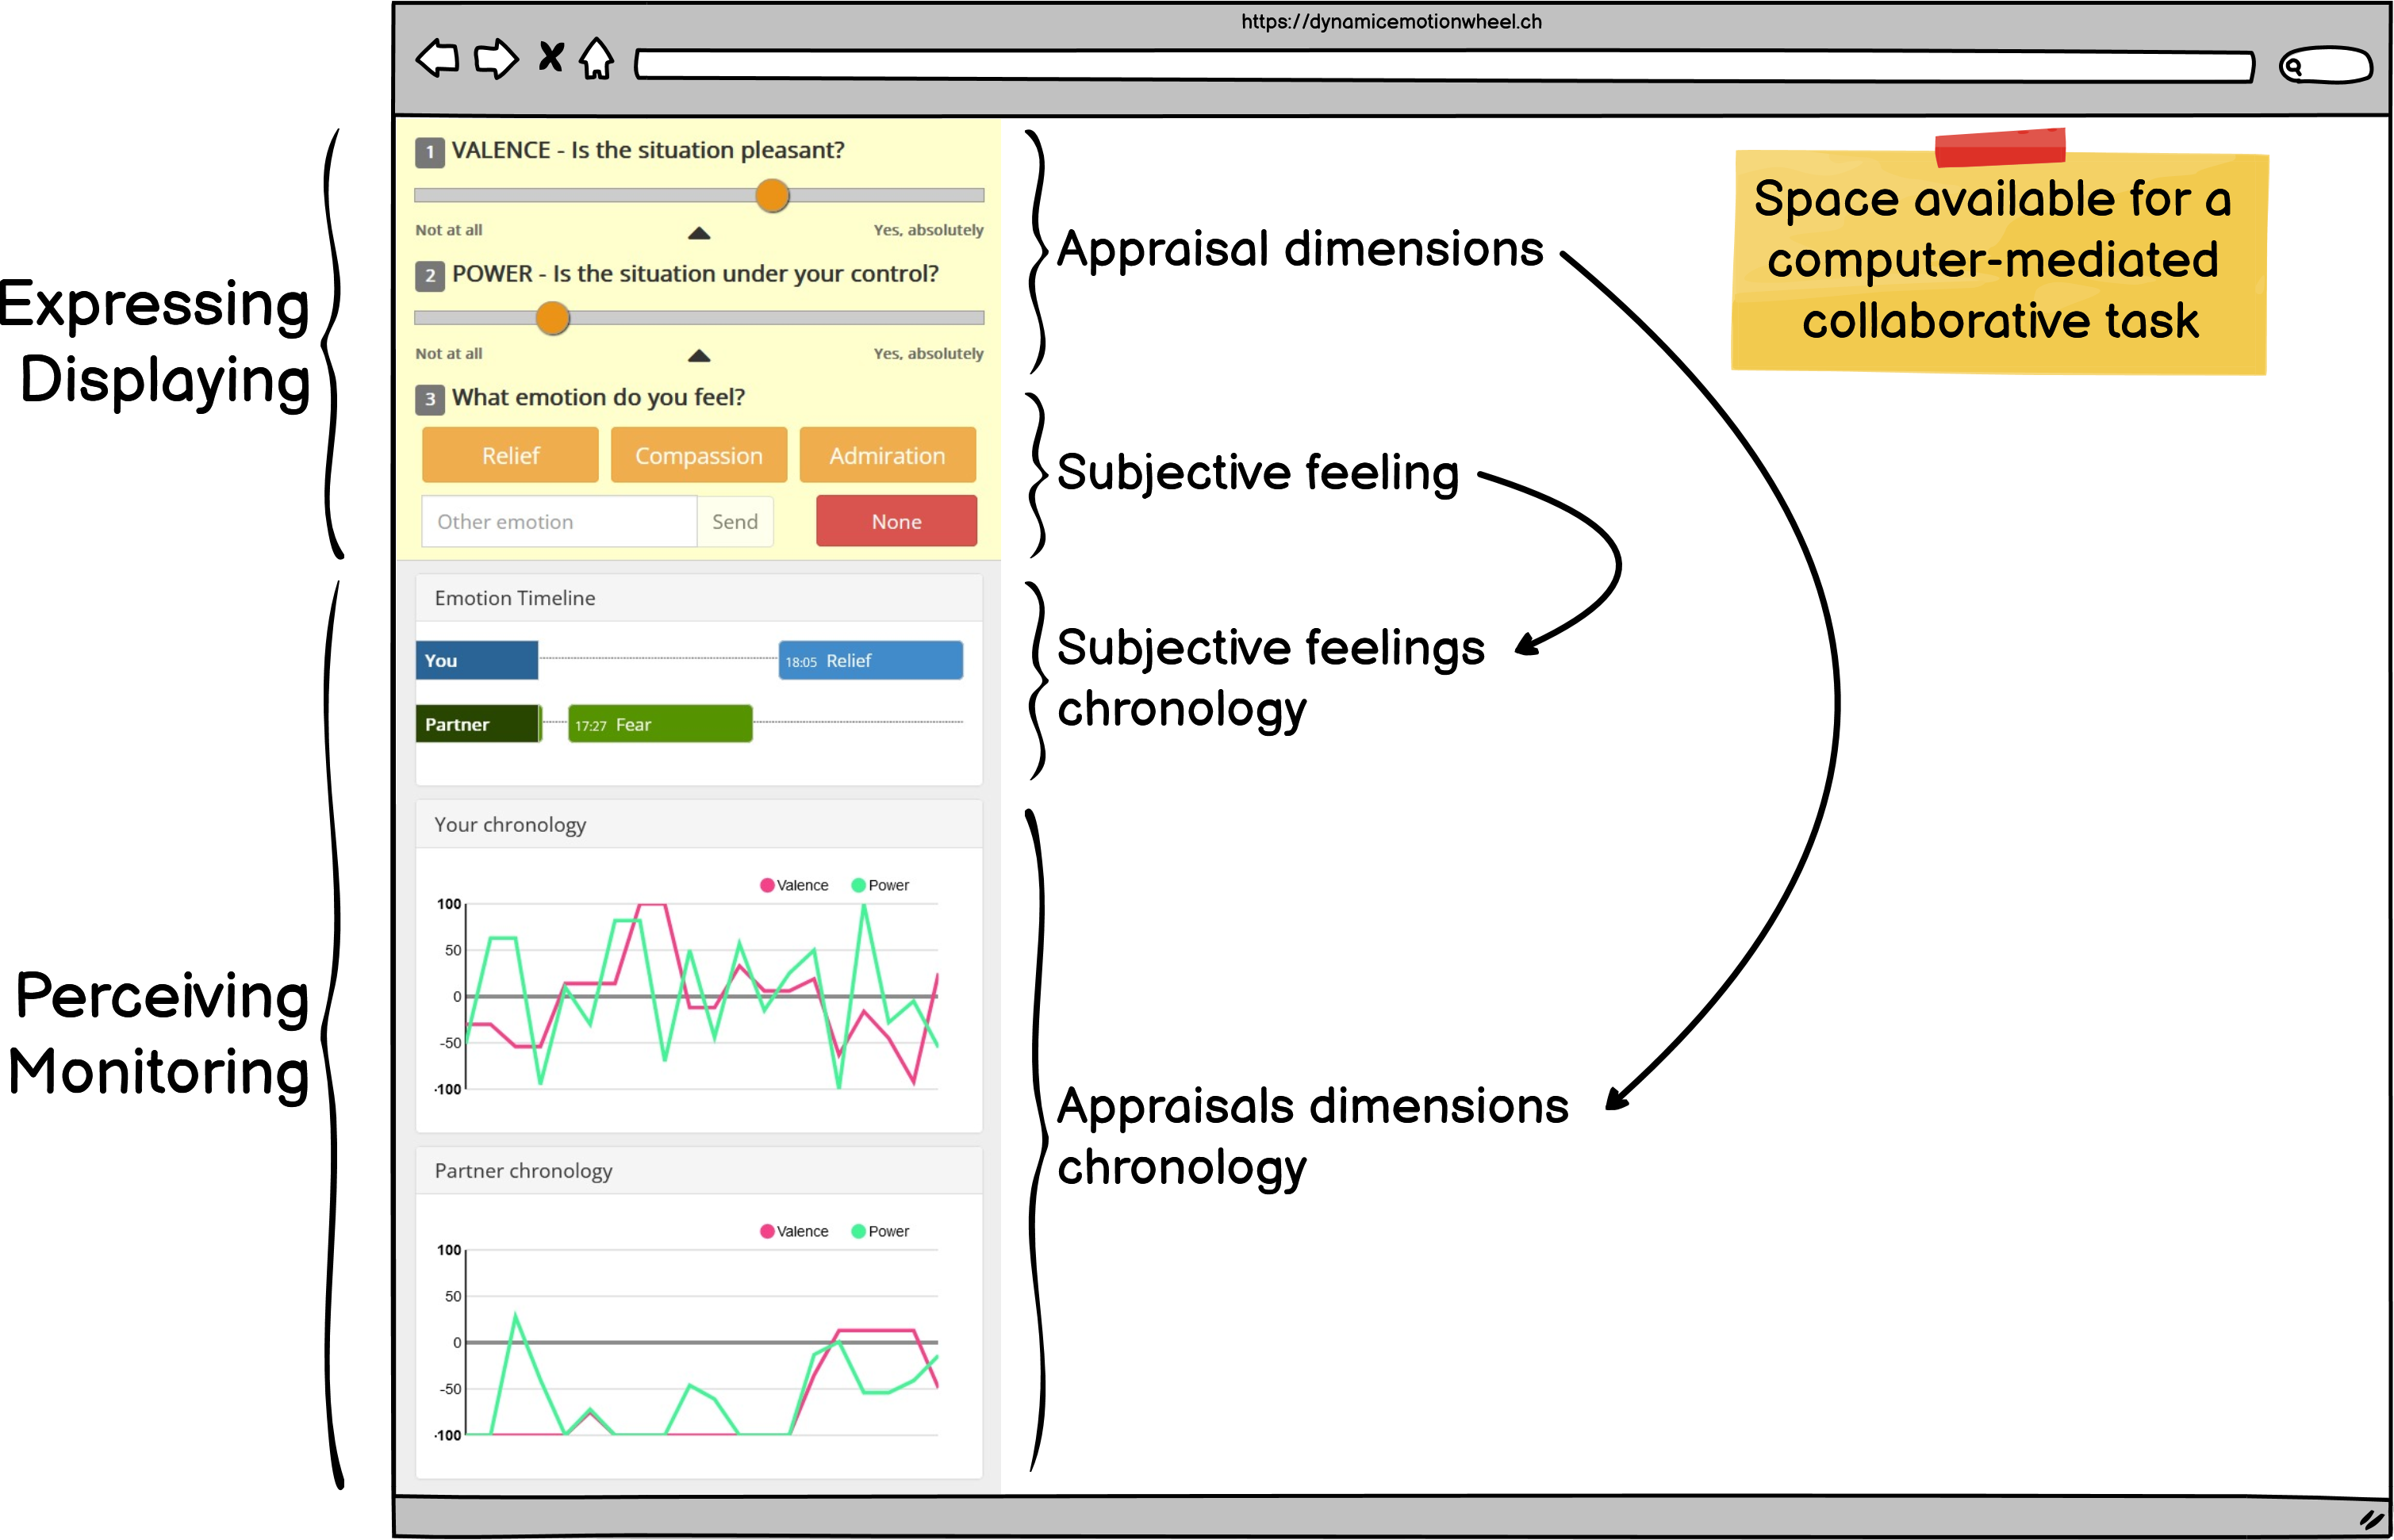 https://dynamicemotionwheel.ch
1 VALENCE - Is the situation pleasant?
Not at all
Yes, absolutely
2 POWER - Is the situation under your control?
Not at all
Yes, absolutely
3 What emotion do you feel?
Relief
Compassion
Admiration
Other emotion
Send
None
Expressing
Displaying
Appraisal dimensions
Subjective feeling
Space available for a
computer-mediated
collaborative task
Emotion Timeline
You
18:05 Relief
Partner
17:27 Fear
Subjective feelings
chronology
Your chronology
Valence
Power
100
50
0
-50
-100
Perceiving
Monitoring
Appraisals dimensions
chronology
Partner chronology
Valence
Power
100
50
0
-50
-100